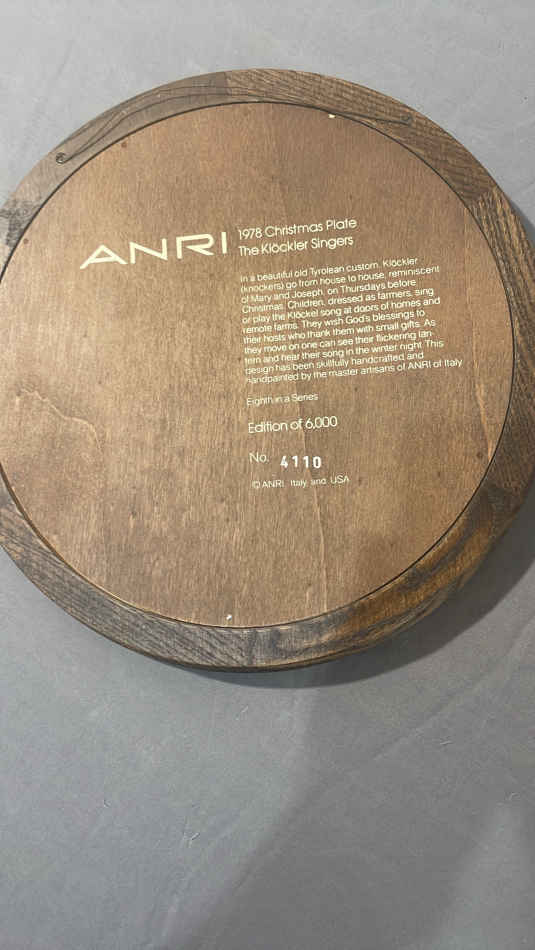 ANRI
1978 Christmas Plate
The Klöckler Singers
In a beautiful old Tyrolean custom, Klöckler
(knockers) go from house to house, reminiscent
of Mary and Joseph, on Thursdays before
Christmas. Children, dressed as farmers, sing
or play the Klöckel song at doors of homes and
remote farms. They wish God's blessings to
their hosts who thank them with small gifts. As
they move on one can see their flickering lan-
tern and hear their song in the winter night. This
design has been skillfully handcrafted and
handpainted by the master artisans of ANRI of Italy
Eighth in a Series
Edition of 6,000
No. 4110
© ANRI, Italy and USA